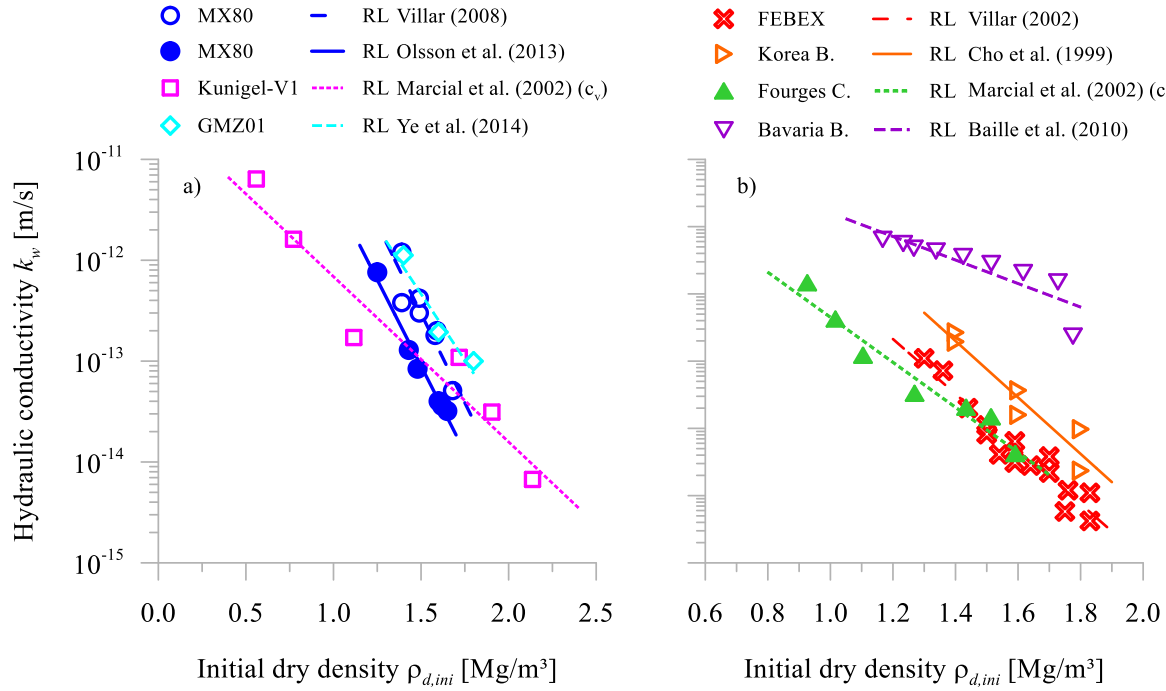 MX80 RL Villar (2008)
MX80 RL Olsson et al. (2013)
Kunigel-V1 RL Marcial et al. (2002) (cᵥ)
GMZ01 RL Ye et al. (2014)
FEBEX RL Villar (2002)
Korea B. RL Cho et al. (1999)
Fourges C. RL Marcial et al. (2002) (c
Bavaria B. RL Baille et al. (2010)
Hydraulic conductivity k_w [m/s]
10⁻¹¹
10⁻¹²
10⁻¹³
10⁻¹⁴
10⁻¹⁵
a)
0.0 0.5 1.0 1.5 2.0 2.5
Initial dry density ρ_d,ini [Mg/m³]
b)
0.6 0.8 1.0 1.2 1.4 1.6 1.8 2.0
Initial dry density ρ_d,ini [Mg/m³]